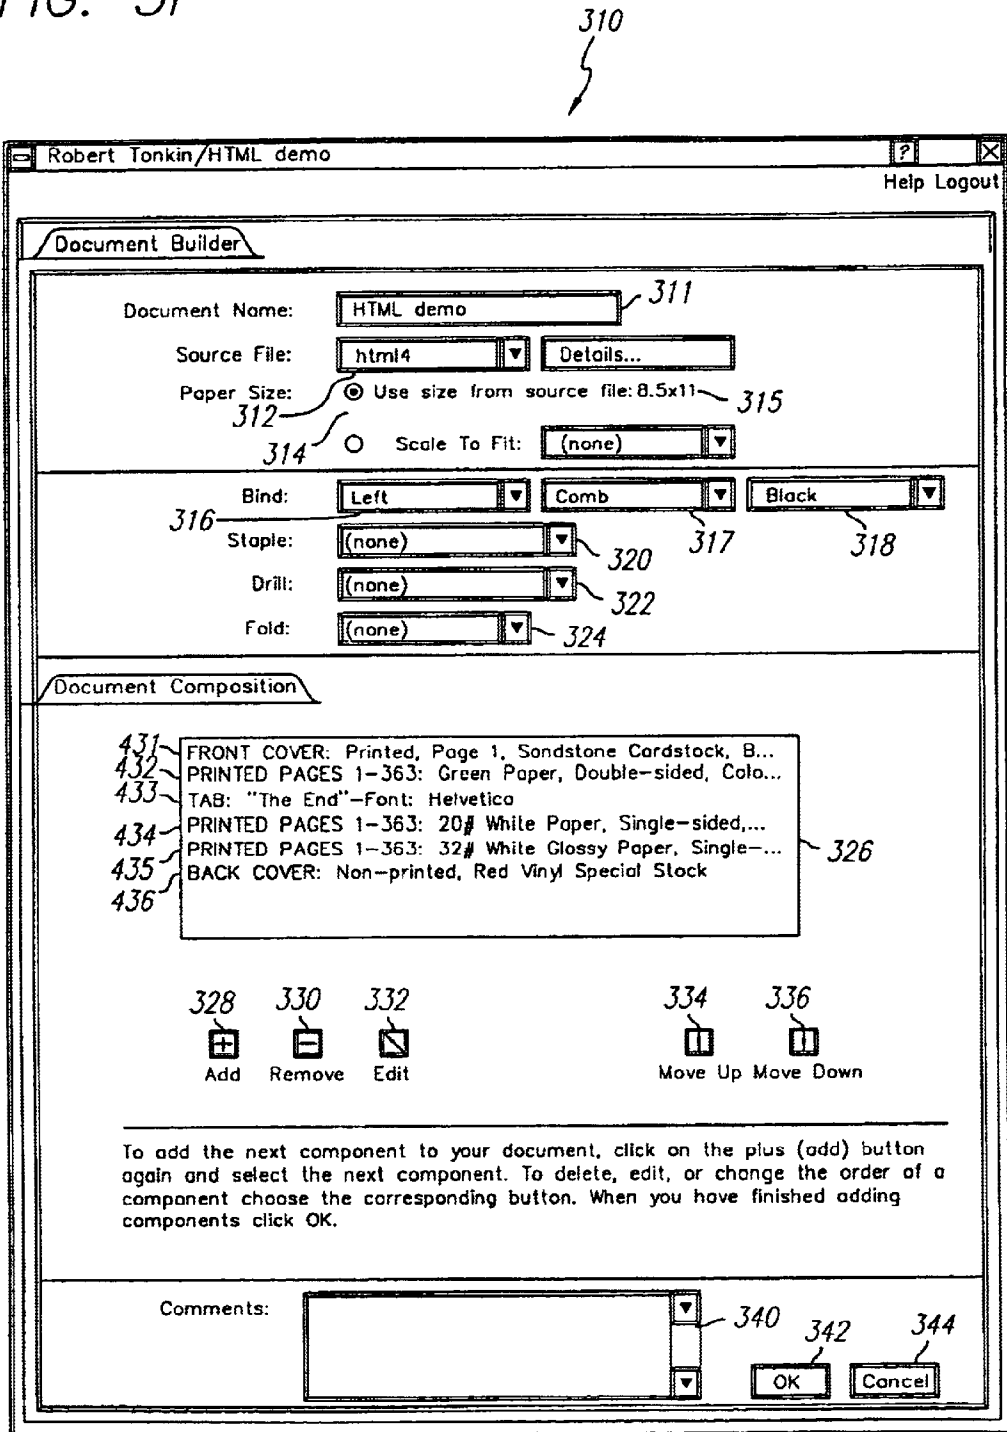 FIG.
310
Robert Tonkin/HTML demo ?
Help Logout
Document Builder
Document Name: HTML demo 311
Source File: html4 Details...
Paper Size: Use size from source file: 8.5x11 315
312
314 Scale To Fit: (none)
Bind: Left Comb Black
316 317 318
Staple: (none) 320
Drill: (none) 322
Fold: (none) 324
Document Composition
431 FRONT COVER: Printed, Page 1, Sandstone Cardstock, B...
432 PRINTED PAGES 1-363: Green Paper, Double-sided, Colo...
433 TAB: "The End"-Font: Helvetica
434 PRINTED PAGES 1-363: 20# White Paper, Single-sided,...
435 PRINTED PAGES 1-363: 32# White Glossy Paper, Single-... 326
436 BACK COVER: Non-printed, Red Vinyl Special Stock
328 330 332 334 336
Add Remove Edit Move Up Move Down
To add the next component to your document, click on the plus (add) button
again and select the next component. To delete, edit, or change the order of a
component choose the corresponding button. When you have finished adding
components click OK.
Comments: 340 342 344
OK Cancel